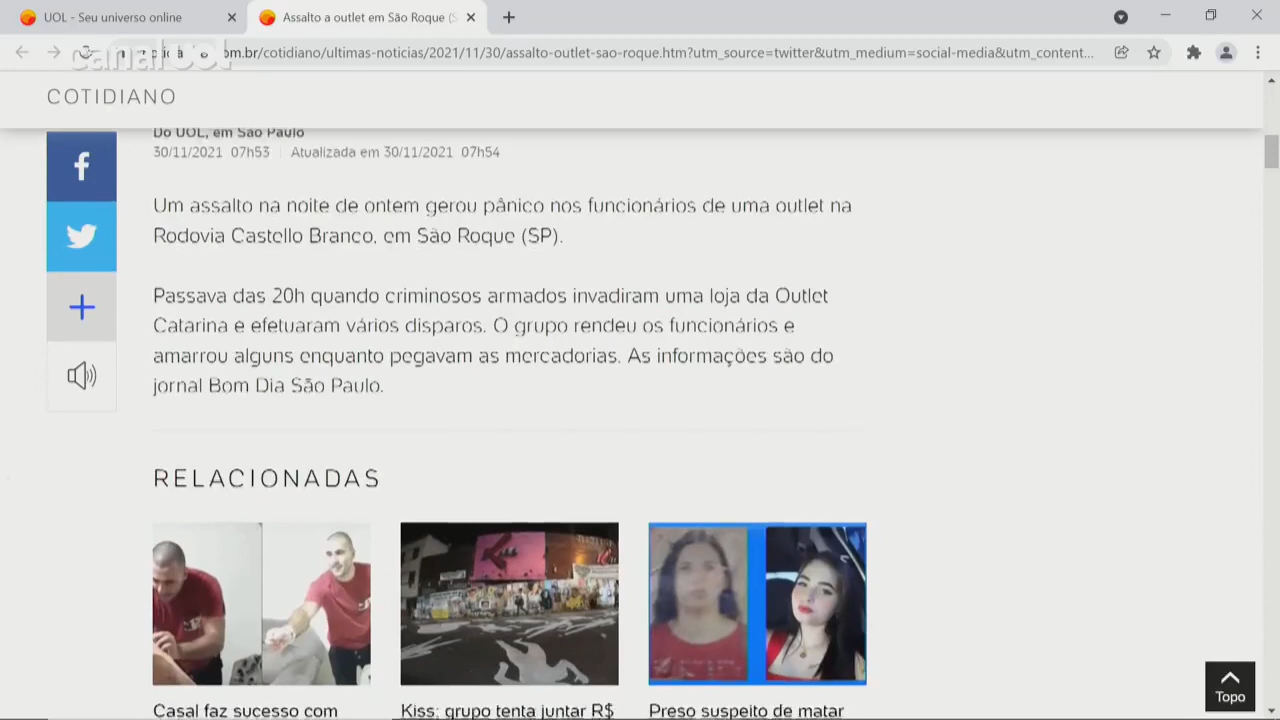 UOL - Seu universo online
Assalto a outlet em São Roque (S
canal UOL
om.br/cotidiano/ultimas-noticias/2021/11/30/assalto-outlet-sao-roque.htm?utm_source=twitter&utm_medium=social-media&utm_content...
COTIDIANO
Do UOL, em São Paulo
30/11/2021 07h53 Atualizada em 30/11/2021 07h54
Um assalto na noite de ontem gerou pânico nos funcionários de uma outlet na
Rodovia Castello Branco, em São Roque (SP).
Passava das 20h quando criminosos armados invadiram uma loja da Outlet
Catarina e efetuaram vários disparos. O grupo rendeu os funcionários e
amarrou alguns enquanto pegavam as mercadorias. As informações são do
jornal Bom Dia São Paulo.
RELACIONADAS
Casal faz sucesso com
Kiss: grupo tenta juntar R$
Preso suspeito de matar
Topo